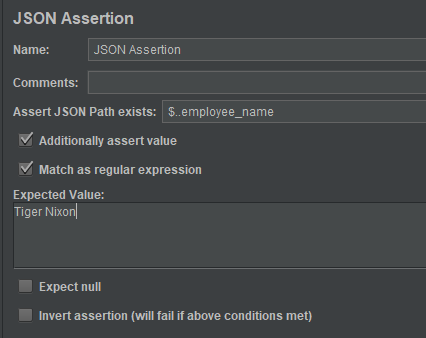 JSON Assertion
Name: JSON Assertion
Comments:
Assert JSON Path exists: $..employee_name
Additionally assert value
Match as regular expression
Expected Value:
Tiger Nixon
Expect null
Invert assertion (will fail if above conditions met)